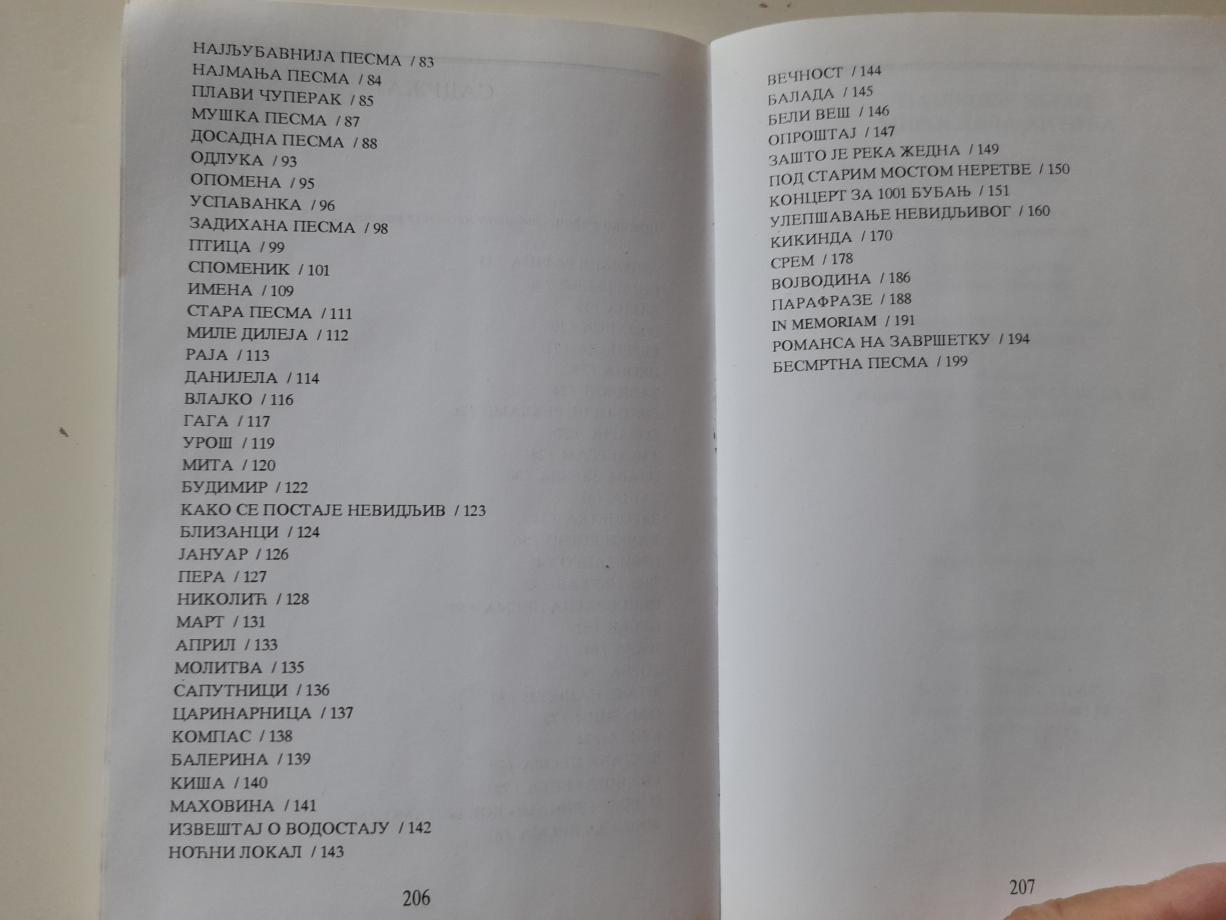 НАЈЉУБАВНИЈА ПЕСМА / 83
НАЈМАЊА ПЕСМА / 84
ПЛАВИ ЧУПЕРАК / 85
МУШКА ПЕСМА / 87
ДОСАДНА ПЕСМА / 88
ОДЛУКА / 93
ОПОМЕНА / 95
УСПАВАНКА / 96
ЗАДИХАНА ПЕСМА / 98
ПТИЦА / 99
СПОМЕНИК / 101
ИМЕНА / 109
СТАРА ПЕСМА / 111
МИЛЕ ДИЛЕЈА / 112
РАЈА / 113
ДАНИЈЕЛА / 114
ВЛАЈКО / 116
ГАГА / 117
УРОШ / 119
МИТА / 120
БУДИМИР / 122
КАКО СЕ ПОСТАЈЕ НЕВИДЉИВ / 123
БЛИЗАНЦИ / 124
ЈАНУАР / 126
ПЕРА / 127
НИКОЛИЋ / 128
МАРТ / 131
АПРИЛ / 133
МОЛИТВА / 135
САПУТНИЦИ / 136
ЦАРИНАРНИЦА / 137
КОМПАС / 138
БАЛЕРИНА / 139
КИША / 140
МАХОВИНА / 141
ИЗВЕШТАЈ О ВОДОСТАЈУ / 142
НОЋНИ ЛОКАЛ / 143
206
ВЕЧНОСТ / 144
БАЛАДА / 145
БЕЛИ ВЕШ / 146
ОПРОШТАЈ / 147
ЗАШТО ЈЕ РЕКА ЖЕДНА / 149
ПОД СТАРИМ МОСТОМ НЕРЕТВЕ / 150
КОНЦЕРТ ЗА 1001 БУБАЊ / 151
УЛЕПШАВАЊЕ НЕВИДЉИВОГ / 160
КИКИНДА / 170
СРЕМ / 178
ВОЈВОДИНА / 186
ПАРАФРАЗЕ / 188
IN MEMORIAM / 191
РОМАНСА НА ЗАВРШЕТКУ / 194
БЕСМРТНА ПЕСМА / 199
207